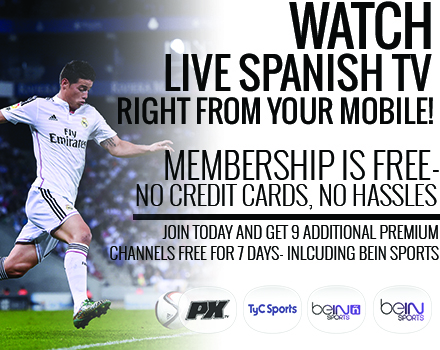 WATCH
LIVE SPANISH TV
RIGHT FROM YOUR MOBILE!
MEMBERSHIP IS FREE-
NO CREDIT CARDS, NO HASSLES
JOIN TODAY AND GET 9 ADDITIONAL PREMIUM
CHANNELS FREE FOR 7 DAYS- INLCUDING BEIN SPORTS
Fly
Emirates
PX TV
TyC Sports
beIN ñ
SPORTS
beIN
SPORTS